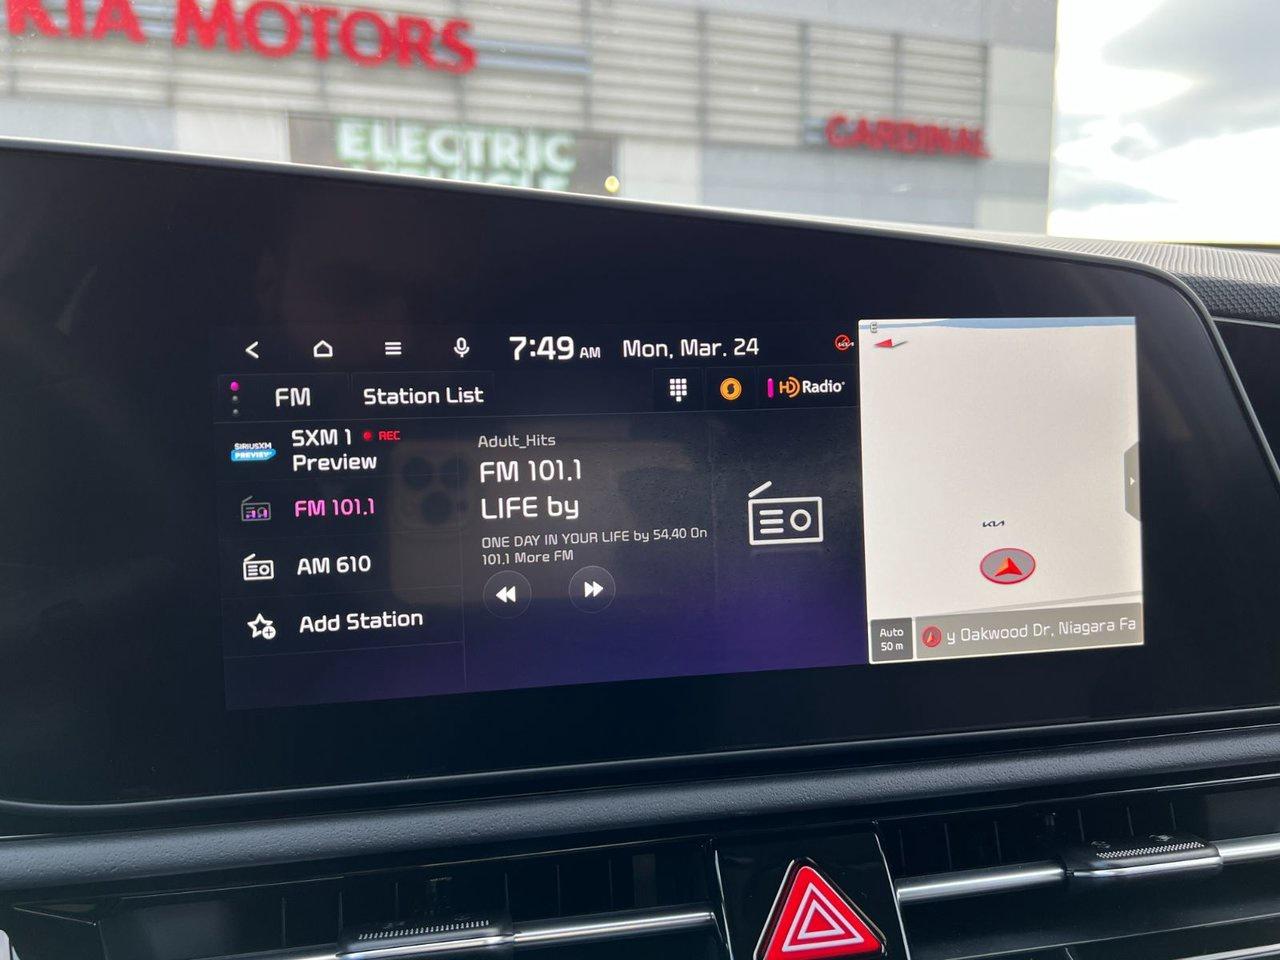 KIA MOTORS
ELECTRIC
VEHICLE
CARDINAL
7:49 AM Mon, Mar. 24
E
FM Station List
HD Radio
SIRIUSXM
PREVIEW
SXM 1 REC
Preview
FM 101.1
AM 610
Add Station
Adult_Hits
FM 101.1
LIFE by
ONE DAY IN YOUR LIFE by 54.40 On
101.1 More FM
KIA
Auto
50 m
y Oakwood Dr, Niagara Fa